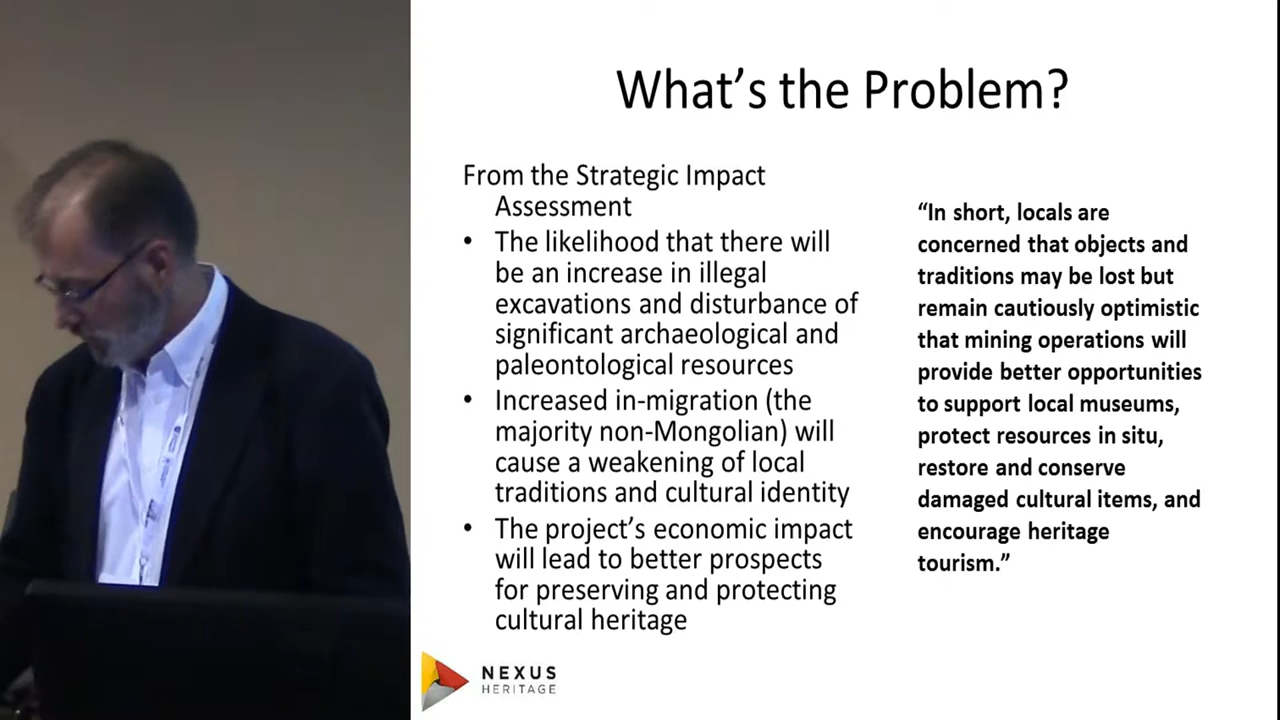 What's the Problem?
From the Strategic Impact
Assessment
• The likelihood that there will
be an increase in illegal
excavations and disturbance of
significant archaeological and
paleontological resources
• Increased in-migration (the
majority non-Mongolian) will
cause a weakening of local
traditions and cultural identity
• The project's economic impact
will lead to better prospects
for preserving and protecting
cultural heritage
“In short, locals are
concerned that objects and
traditions may be lost but
remain cautiously optimistic
that mining operations will
provide better opportunities
to support local museums,
protect resources in situ,
restore and conserve
damaged cultural items, and
encourage heritage
tourism.”
NEXUS
HERITAGE